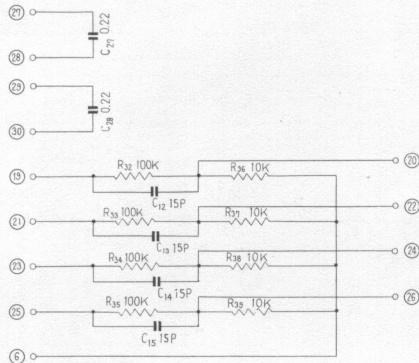 27
0.22
C27
28
29
0.22
C28
30
20
R32 100K R36 10K
19
C12 15P
22
R33 100K R37 10K
21
C13 15P
24
R34 100K R38 10K
23
C14 15P
26
R35 100K R39 10K
25
C15 15P
6